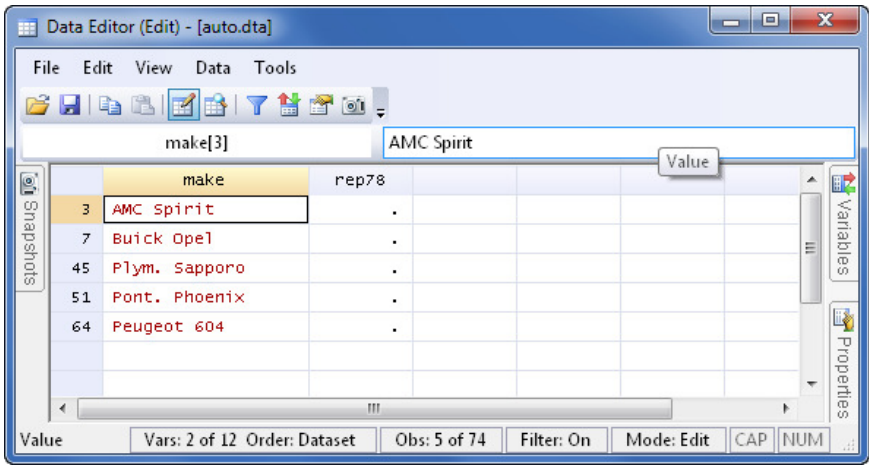 Data Editor (Edit) - [auto.dta]
File Edit View Data Tools
make[3] AMC Spirit
Value
make rep78
3 AMC Spirit .
7 Buick Opel .
45 Plym. Sapporo .
51 Pont. Phoenix .
64 Peugeot 604 .
Snapshots
Variables
Properties
Value Vars: 2 of 12 Order: Dataset Obs: 5 of 74 Filter: On Mode: Edit CAP NUM